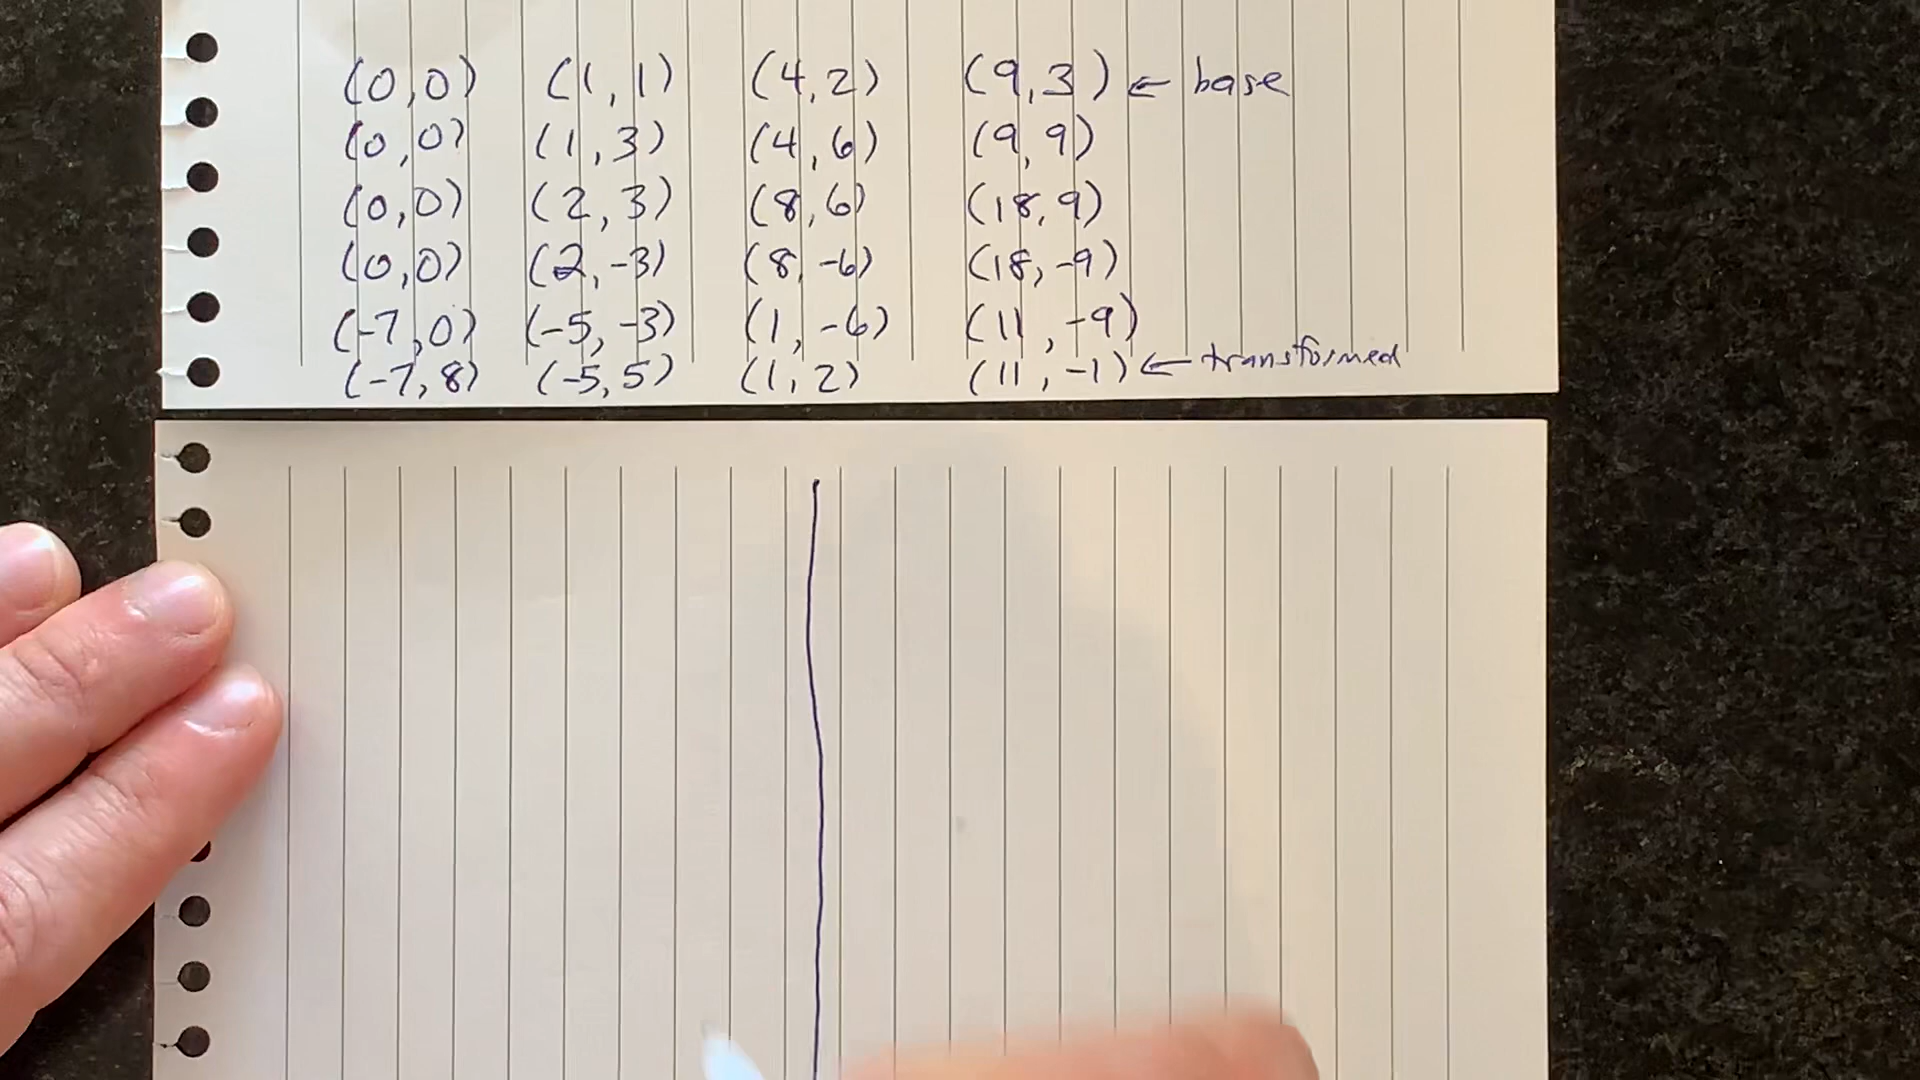 (0,0) (1,1) (4,2) (9,3) ← base
(0,0) (1,3) (4,6) (9,9)
(0,0) (2,3) (8,6) (18,9)
(0,0) (2,-3) (8,-6) (18,-9)
(-7,0) (-5,-3) (1,-6) (11,-9)
(-7,8) (-5,5) (1,2) (11,-1) ← transformed